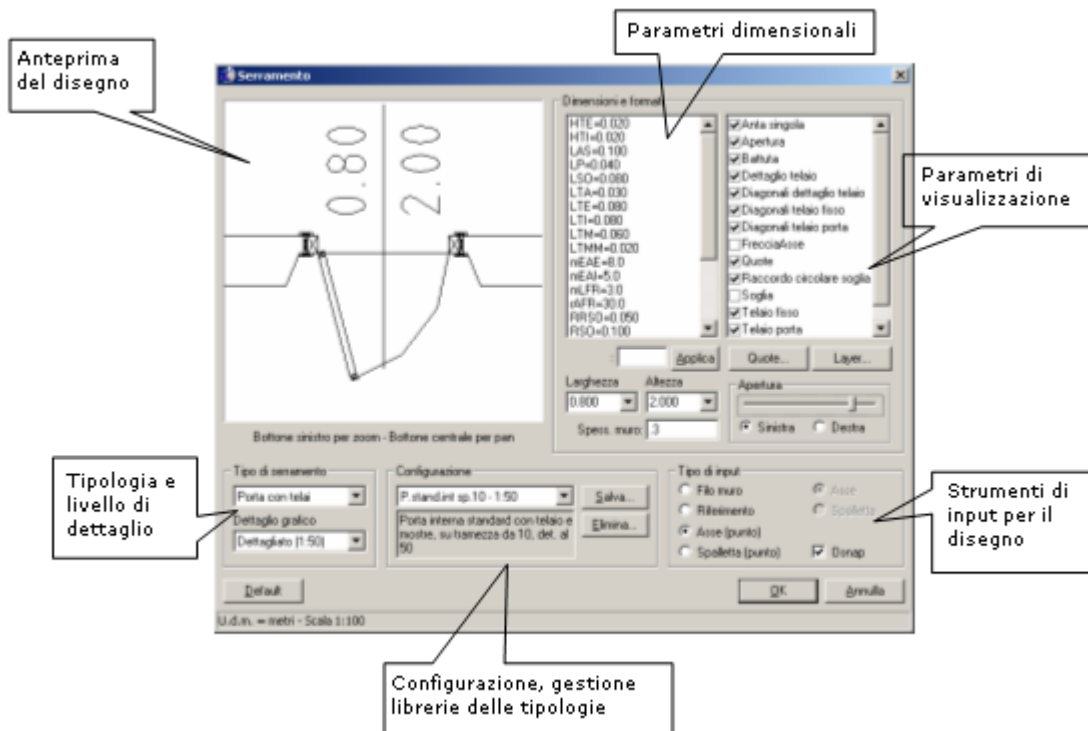 Parametri dimensionali
Anteprima
del disegno
Serramento
0.80
2.00
Dimensioni e formati
HTE=0.020
HTI=0.020
LAS=0.100
LP=0.040
LSO=0.080
LTA=0.030
LTE=0.080
LTI=0.080
LTM=0.060
LTMM=0.020
nEAE=8.0
nEAI=5.0
nLFR=3.0
rAFR=30.0
RRSO=0.050
RSO=0.100
Anta singola
Apertura
Battuta
Dettaglio telaio
Diagonali dettaglio telaio
Diagonali telaio fisso
Diagonali telaio porta
FrecciaAsse
Quote
Raccordo circolare soglia
Soglia
Telaio fisso
Telaio porta
Parametri di
visualizzazione
: Applica
Quote...
Layer...
Larghezza
Altezza
0.800
2.000
Spess. muro: .3
Apertura
Sinistra
Destra
Bottone sinistro per zoom - Bottone centrale per pan
Tipologia e
livello di
dettaglio
Tipo di serramento
Porta con telai
Dettaglio grafico
Dettagliato (1:50)
Configurazione
P.stand.int sp.10 - 1:50
Salva...
Porta interna standard con telaio e
mostre, su tramezza da 10, det. al
50
Elimina...
Tipo di input
Filo muro
Riferimento
Asse (punto)
Spalletta (punto)
Asse
Spalletta
Osnap
Strumenti di
input per il
disegno
Default
OK
Annulla
U.d.m. = metri - Scala 1:100
Configurazione, gestione
librerie delle tipologie